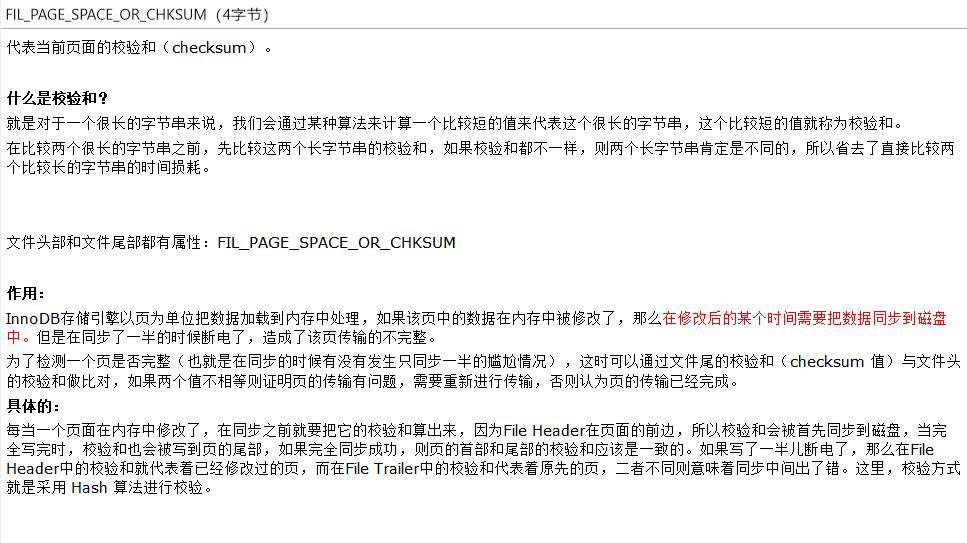 FIL_PAGE_SPACE_OR_CHKSUM（4字节）
代表当前页面的校验和（checksum）。
什么是校验和？
就是对于一个很长的字节串来说，我们会通过某种算法来计算一个比较短的值来代表这个很长的字节串，这个比较短的值就称为校验和。
在比较两个很长的字节串之前，先比较这两个长字节串的校验和，如果校验和都不一样，则两个长字节串肯定是不同的，所以省去了直接比较两
个比较长的字节串的时间损耗。
文件头部和文件尾部都有属性：FIL_PAGE_SPACE_OR_CHKSUM
作用：
InnoDB存储引擎以页为单位把数据加载到内存中处理，如果该页中的数据在内存中被修改了，那么在修改后的某个时间需要把数据同步到磁盘
中。但是在同步了一半的时候断电了，造成了该页传输的不完整。
为了检测一个页是否完整（也就是在同步的时候有没有发生只同步一半的尴尬情况），这时可以通过文件尾的校验和（checksum 值）与文件头
的校验和做比对，如果两个值不相等则证明页的传输有问题，需要重新进行传输，否则认为页的传输已经完成。
具体的：
每当一个页面在内存中修改了，在同步之前就要把它的校验和算出来，因为File Header在页面的前边，所以校验和会被首先同步到磁盘，当完
全写完时，校验和也会被写到页的尾部，如果完全同步成功，则页的首部和尾部的校验和应该是一致的。如果写了一半儿断电了，那么在File
Header中的校验和就代表着已经修改过的页，而在File Trailer中的校验和代表着原先的页，二者不同则意味着同步中间出了错。这里，校验方式
就是采用 Hash 算法进行校验。